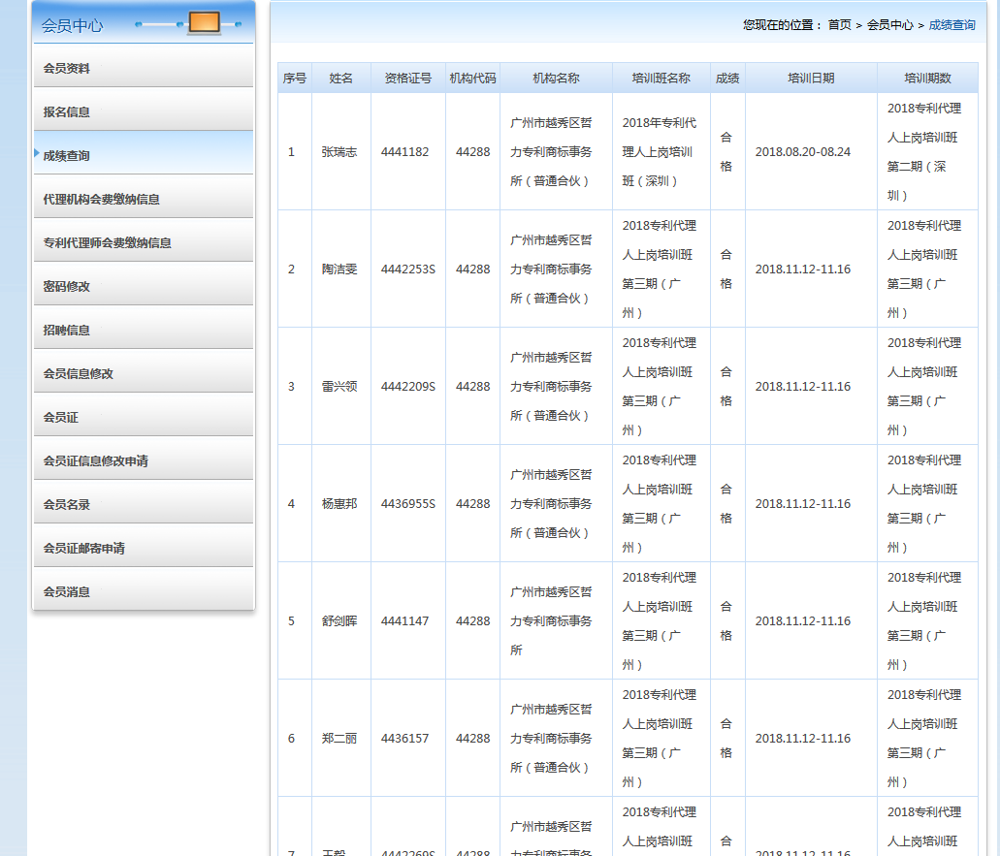 会员中心
会员资料
报名信息
成绩查询
代理机构会费缴纳信息
专利代理师会费缴纳信息
密码修改
招聘信息
会员信息修改
会员证
会员证信息修改申请
会员名录
会员证邮寄申请
会员消息
您现在的位置： 首页 > 会员中心 > 成绩查询
序号 姓名 资格证号 机构代码 机构名称 培训班名称 成绩 培训日期 培训期数
1 张瑞志 4441182 44288
广州市越秀区哲
力专利商标事务
所（普通合伙）
2018年专利代
理人上岗培训
班（深圳）
合
格
2018.08.20-08.24
2018专利代理
人上岗培训班
第二期（深
圳）
2 陶洁雯 4442253S 44288
广州市越秀区哲
力专利商标事务
所（普通合伙）
2018专利代理
人上岗培训班
第三期（广
州）
合
格
2018.11.12-11.16
2018专利代理
人上岗培训班
第三期（广
州）
3 雷兴领 4442209S 44288
广州市越秀区哲
力专利商标事务
所（普通合伙）
2018专利代理
人上岗培训班
第三期（广
州）
合
格
2018.11.12-11.16
2018专利代理
人上岗培训班
第三期（广
州）
4 杨惠邦 4436955S 44288
广州市越秀区哲
力专利商标事务
所（普通合伙）
2018专利代理
人上岗培训班
第三期（广
州）
合
格
2018.11.12-11.16
2018专利代理
人上岗培训班
第三期（广
州）
5 舒剑晖 4441147 44288
广州市越秀区哲
力专利商标事务
所
2018专利代理
人上岗培训班
第三期（广
州）
合
格
2018.11.12-11.16
2018专利代理
人上岗培训班
第三期（广
州）
6 郑二丽 4436157 44288
广州市越秀区哲
力专利商标事务
所（普通合伙）
2018专利代理
人上岗培训班
第三期（广
州）
合
格
2018.11.12-11.16
2018专利代理
人上岗培训班
第三期（广
州）
7 44288
广州市越秀区哲
力专利商标事务
2018专利代理
人上岗培训班
合
2018.11.12-11.16
2018专利代理
人上岗培训班